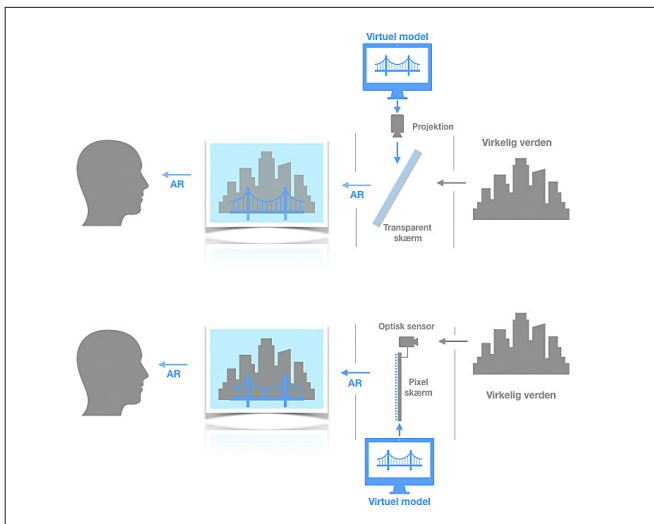 Virtuel model
Projektion
Virkelig verden
AR
AR
Transparent
skærm
Optisk sensor
AR
AR
Pixel
skærm
Virkelig verden
Virtuel model